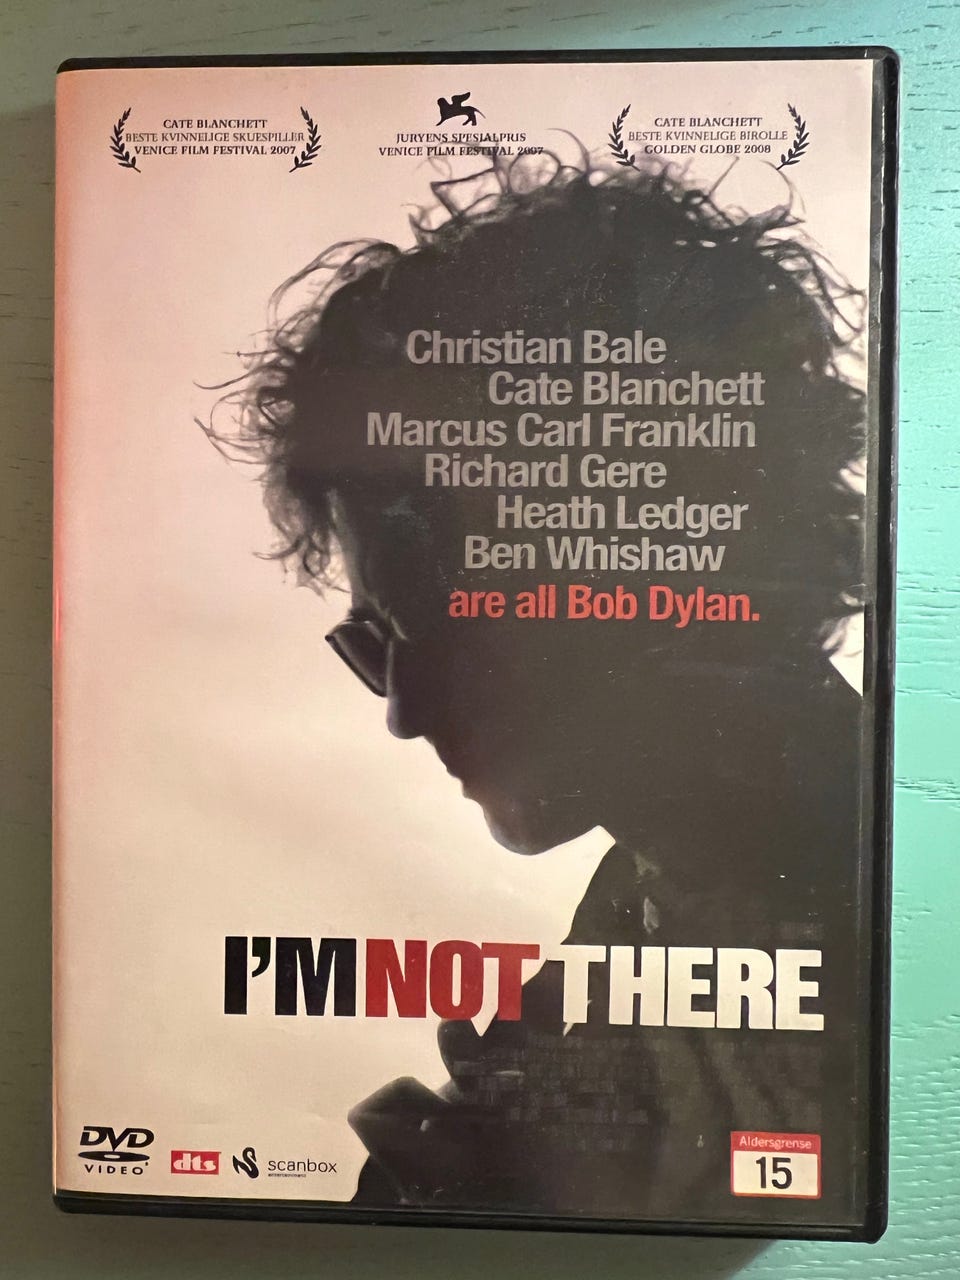 CATE BLANCHETT
BESTE KVINNELIGE SKUESPILLER
VENICE FILM FESTIVAL 2007
JURYENS SPESIALPRIS
VENICE FILM FESTIVAL 2007
CATE BLANCHETT
BESTE KVINNELIGE BIROLLE
GOLDEN GLOBE 2008
Christian Bale
Cate Blanchett
Marcus Carl Franklin
Richard Gere
Heath Ledger
Ben Whishaw
are all Bob Dylan.
I'M NOT THERE
DVD
VIDEO
dts
scanbox
entertainment
Aldersgrense
15